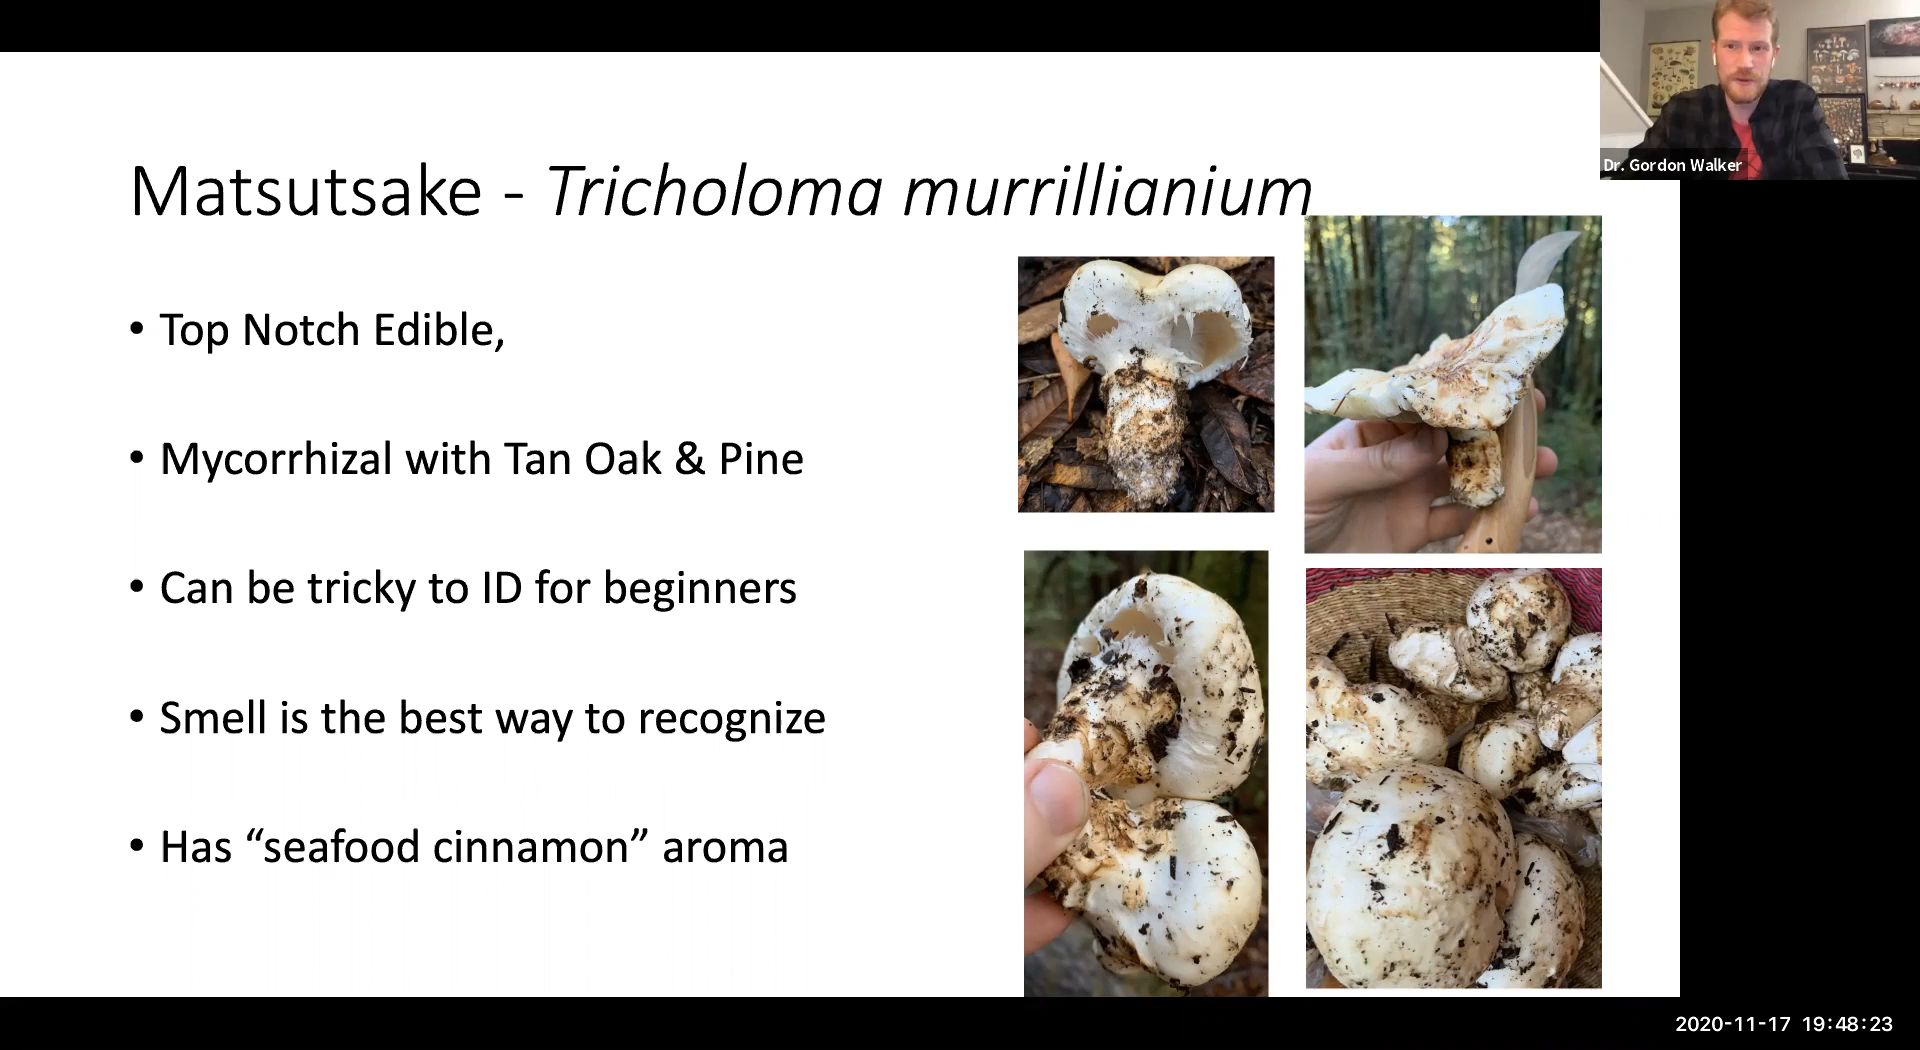 Dr. Gordon Walker
Matsutsake - Tricholoma murrillianium
• Top Notch Edible,
• Mycorrhizal with Tan Oak & Pine
• Can be tricky to ID for beginners
• Smell is the best way to recognize
• Has “seafood cinnamon” aroma
2020-11-17 19:48:23